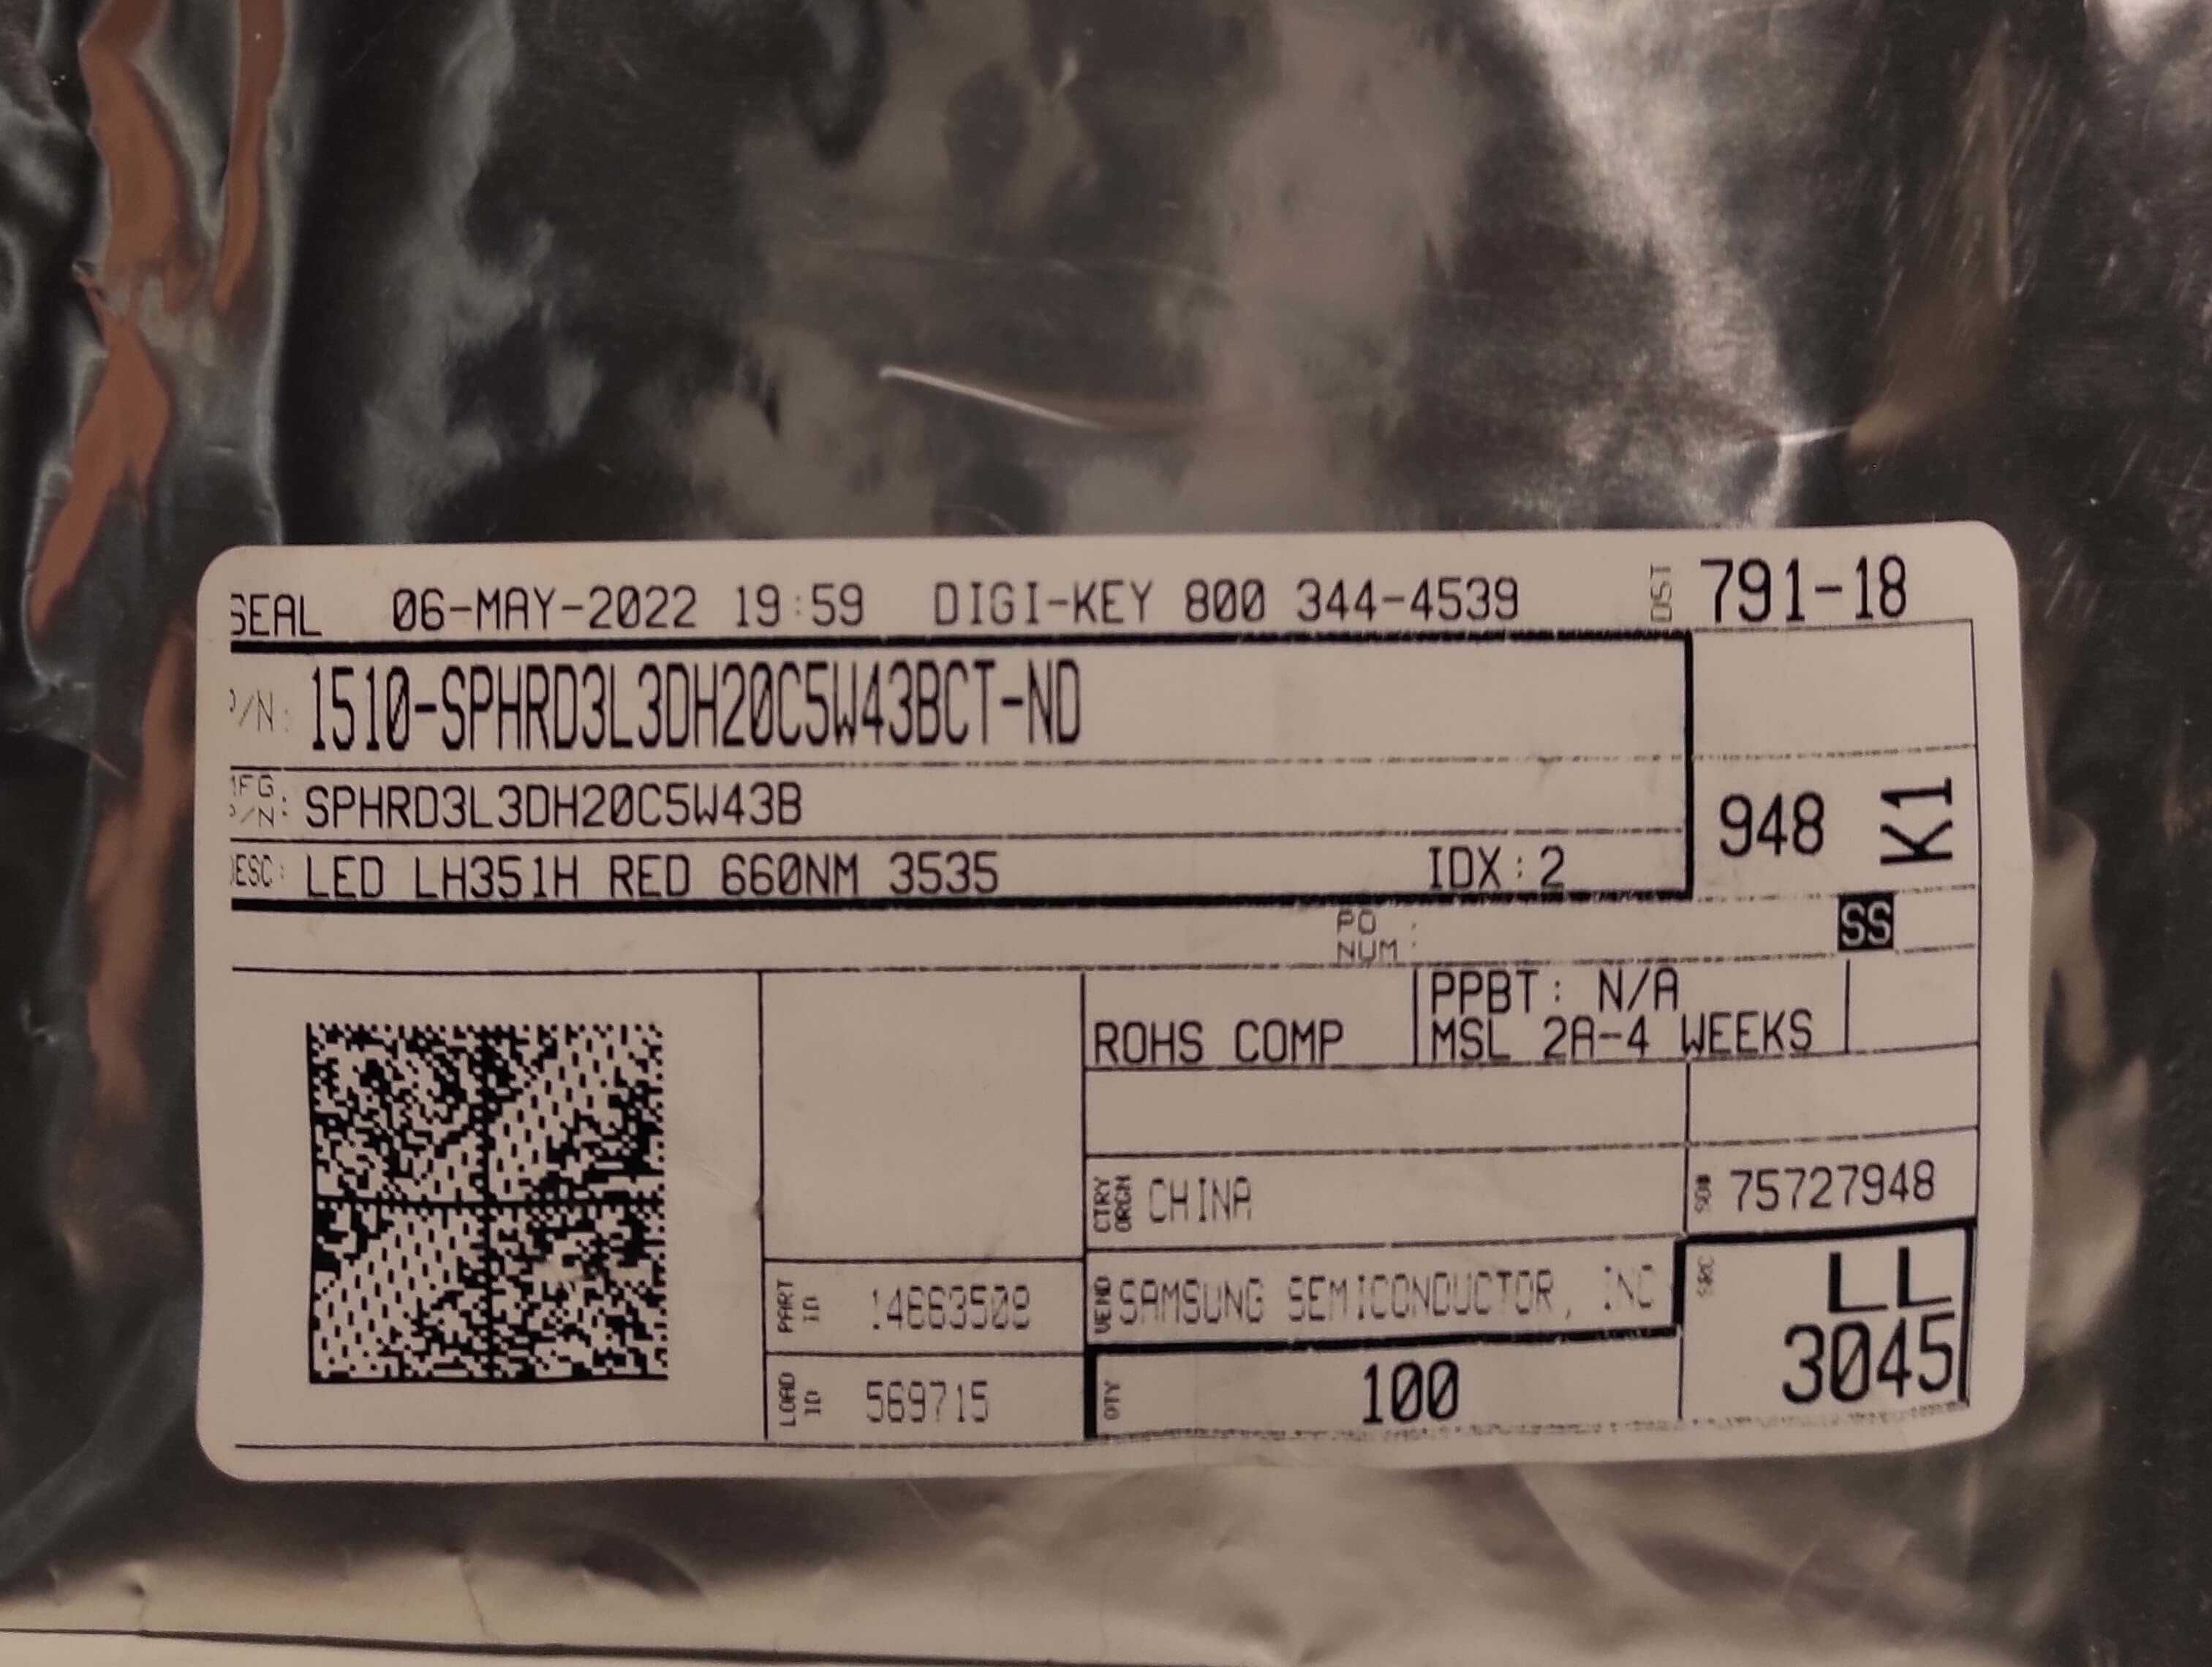 SEAL 06-MAY-2022 19:59 DIGI-KEY 800 344-4539 DST 791-18
P/N: 1510-SPHRD3L3DH20C5W43BCT-ND
MFG P/N: SPHRD3L3DH20C5W43B
948 K1
DESC: LED LH351H RED 660NM 3535 IDX:2
PO NUM :
SS
PPBT: N/A
ROHS COMP MSL 2A-4 WEEKS
CTRY ORGN CHINA
SO# 75727948
PART ID 14663508
VEND SAMSUNG SEMICONDUCTOR, INC
SRC LL
3045
LOAD ID 569715
QTY 100